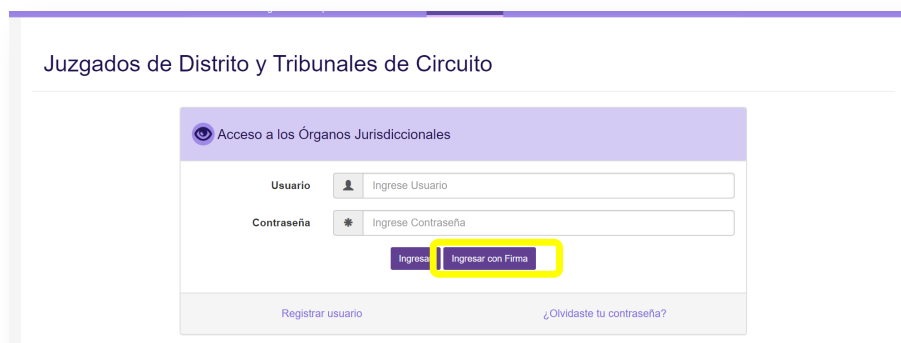 Juzgados de Distrito y Tribunales de Circuito
Acceso a los Órganos Jurisdiccionales
Usuario Ingrese Usuario
Contraseña Ingrese Contraseña
Ingresar con Firma
Registrar usuario ¿Olvidaste tu contraseña?